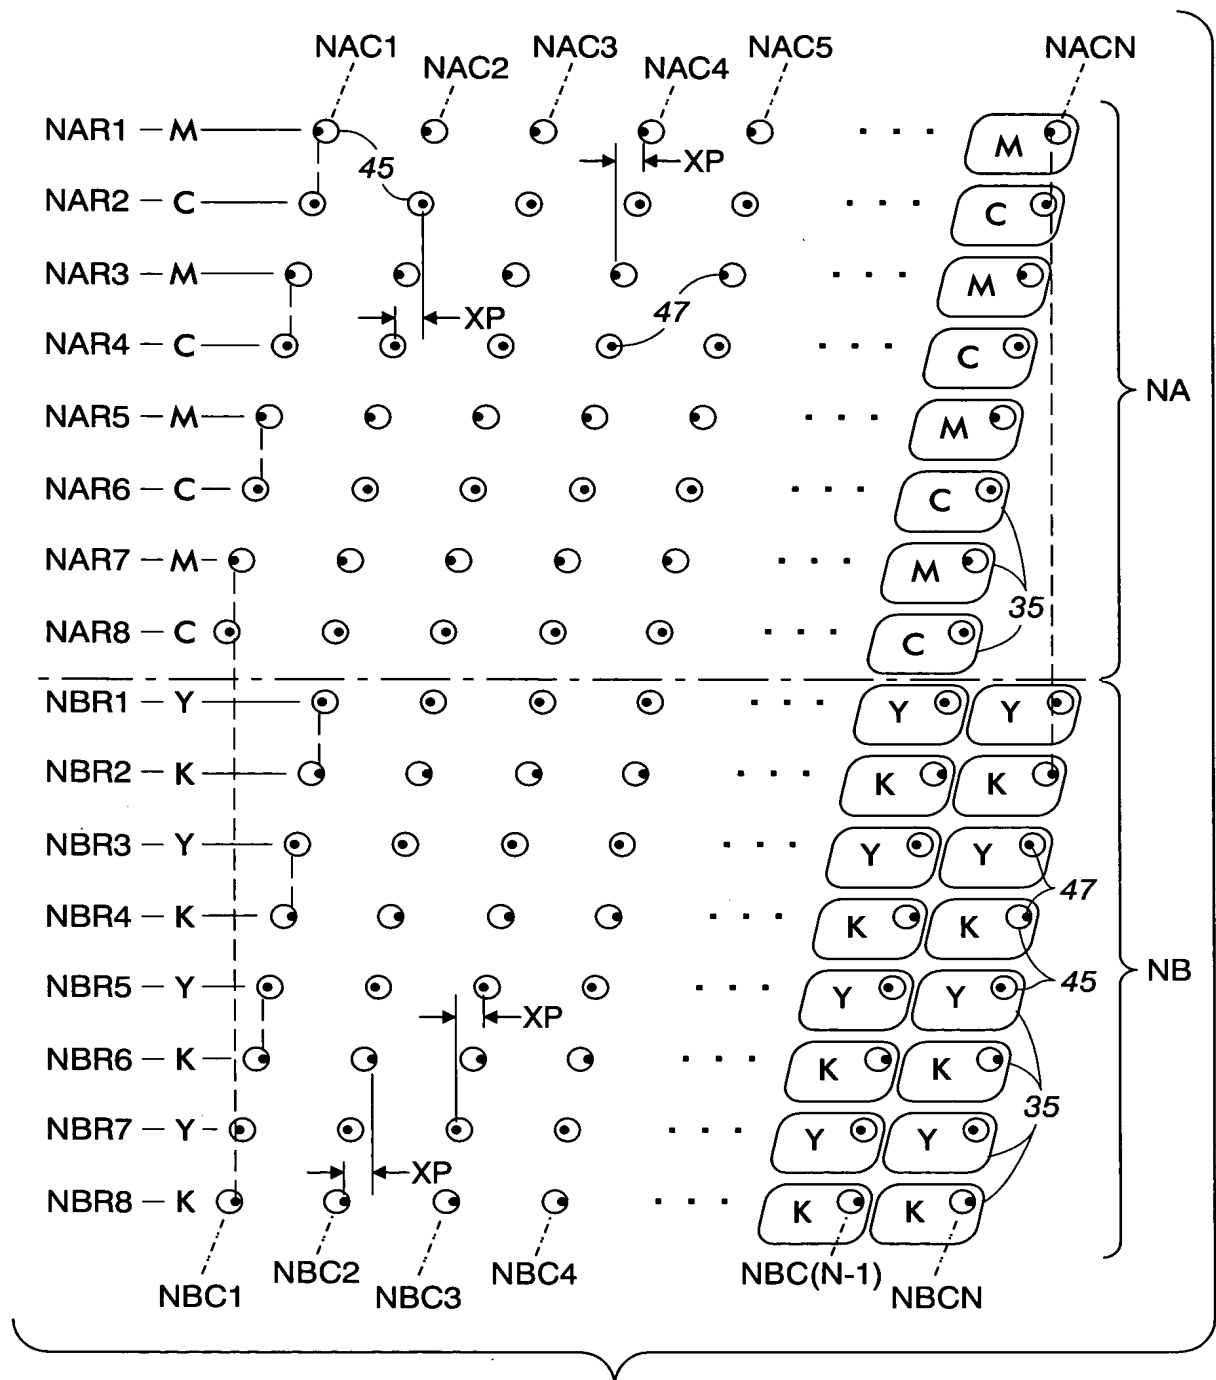 NAC1 NAC2 NAC3 NAC4 NAC5 NACN
NAR1 – M M
45 XP
NAR2 – C C
NAR3 – M M
XP 47
NAR4 – C C
NA
NAR5 – M M
NAR6 – C C
NAR7 – M M
35
NAR8 – C C
NBR1 – Y Y Y
NBR2 – K K K
NBR3 – Y Y Y
47
NBR4 – K K K
NB
45
NBR5 – Y Y Y
XP
NBR6 – K K K
35
NBR7 – Y Y Y
XP
NBR8 – K K K
NBC1 NBC2 NBC3 NBC4 NBC(N-1) NBCN